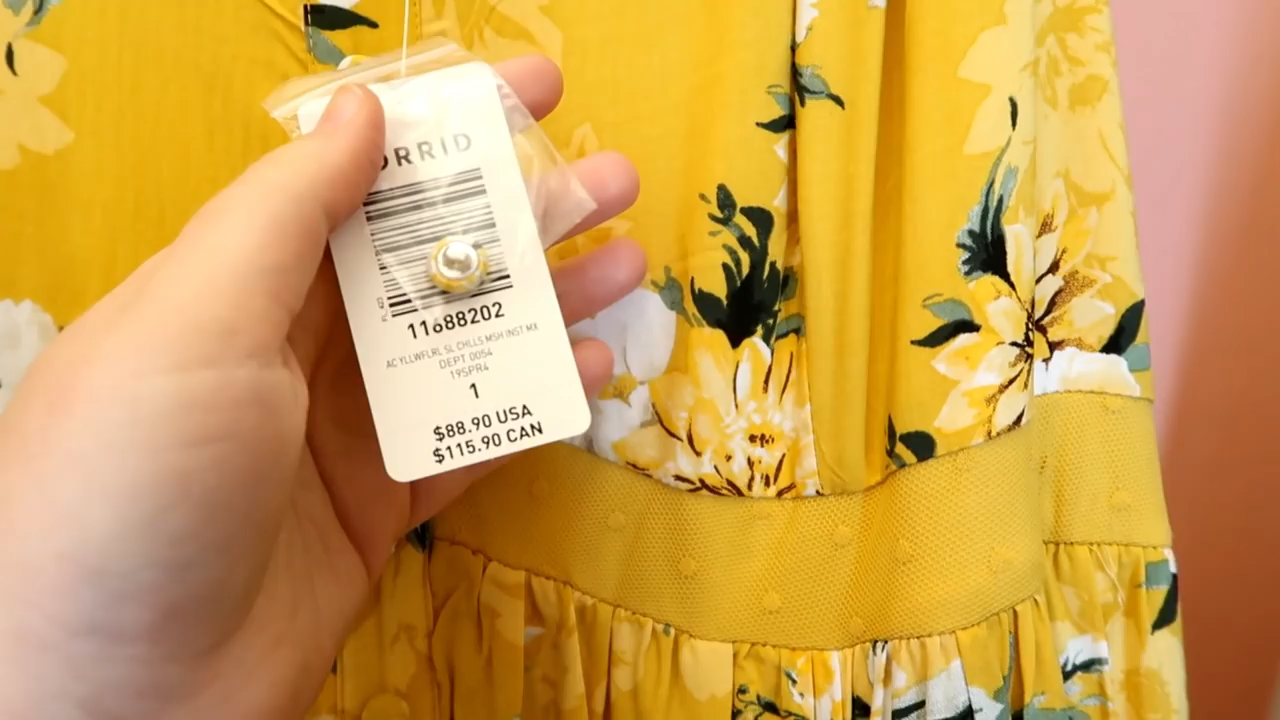 ORRID
11688202
AC YLLWFLRL SL CHLLS MSH INST MX
DEPT 0054
19SPR4
1
$88.90 USA
$115.90 CAN